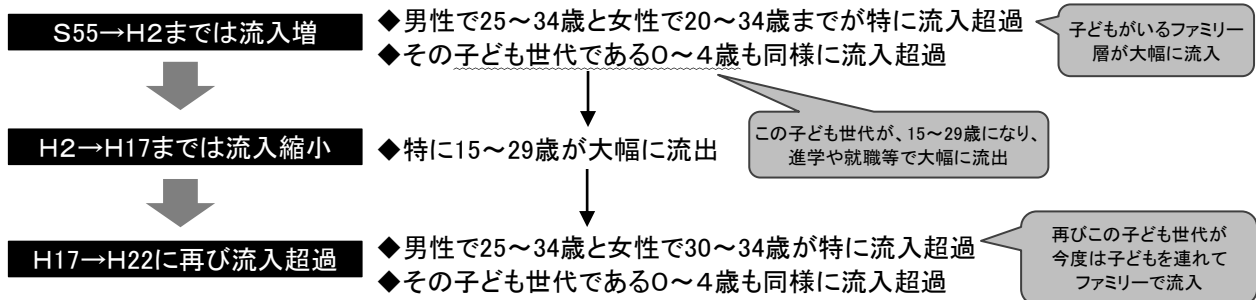 S55→H2までは流入増
◆男性で25～34歳と女性で20～34歳までが特に流入超過
◆その子ども世代である0～4歳も同様に流入超過
子どもがいるファミリー
層が大幅に流入
この子ども世代が、15～29歳になり、
進学や就職等で大幅に流出
H2→H17までは流入縮小
◆特に15～29歳が大幅に流出
H17→H22に再び流入超過
◆男性で25～34歳と女性で30～34歳が特に流入超過
◆その子ども世代である0～4歳も同様に流入超過
再びこの子ども世代が
今度は子どもを連れて
ファミリーで流入